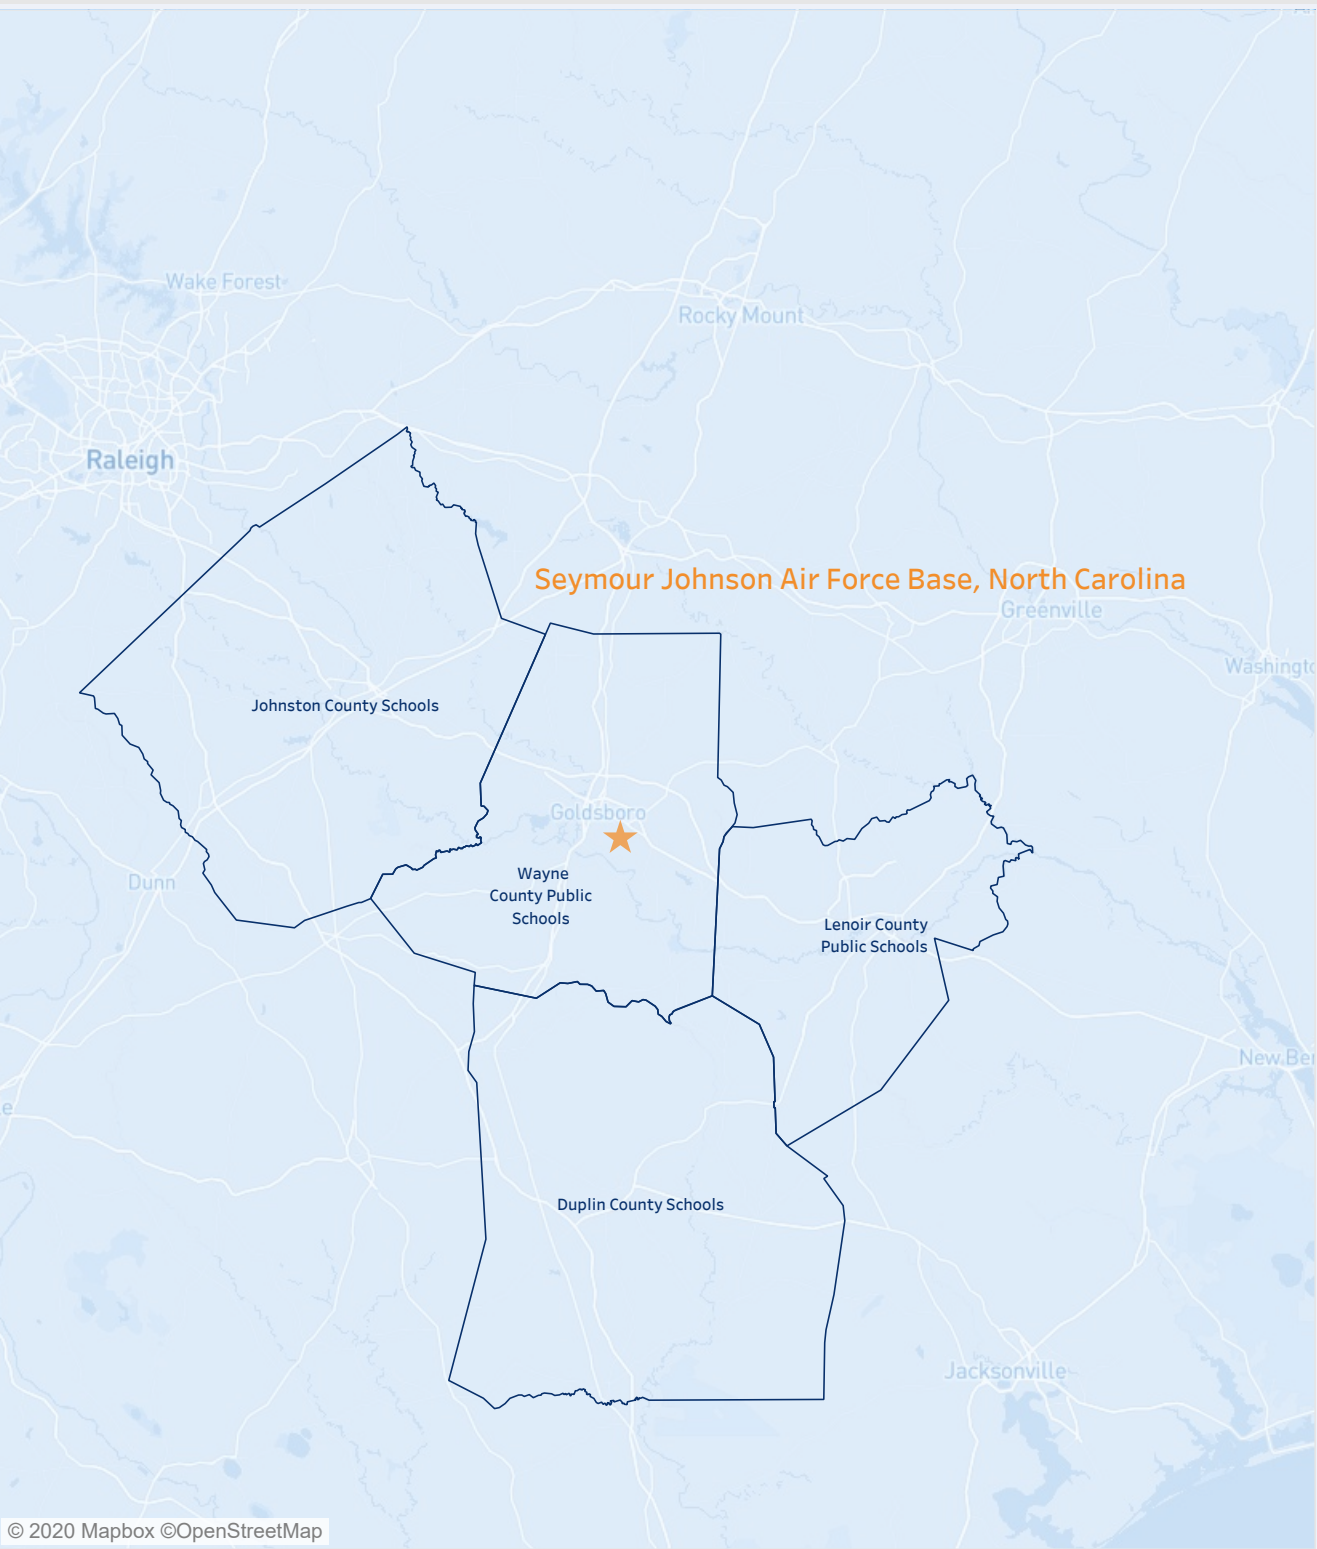 Wake Forest
Rocky Mount
Raleigh
Seymour Johnson Air Force Base, North Carolina
Greenville
Washingto
Johnston County Schools
Goldsboro
Wayne
County Public
Schools
Dunn
Lenoir County
Public Schools
New Ber
e
Duplin County Schools
Jacksonville
© 2020 Mapbox ©OpenStreetMap